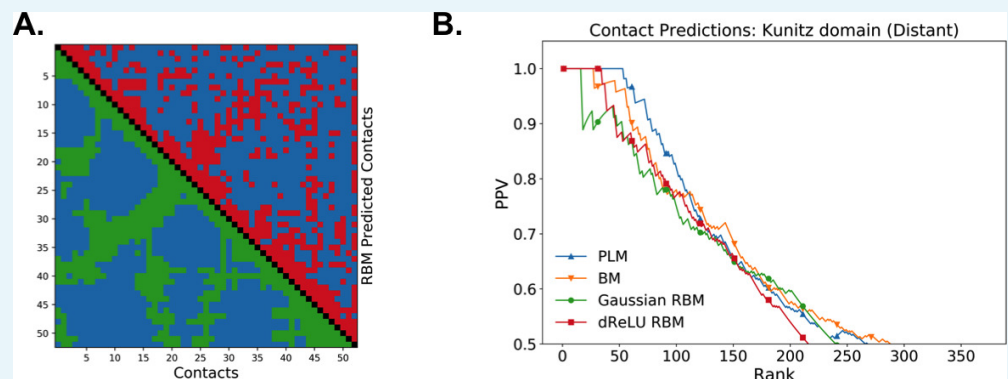 A.
5
10
15
20
25
30
35
40
45
50
5 10 15 20 25 30 35 40 45 50
Contacts
RBM Predicted Contacts
B.
Contact Predictions: Kunitz domain (Distant)
1.0
0.9
0.8
0.7
0.6
0.5
PPV
PLM
BM
Gaussian RBM
dReLU RBM
0 50 100 150 200 250 300 350
Rank